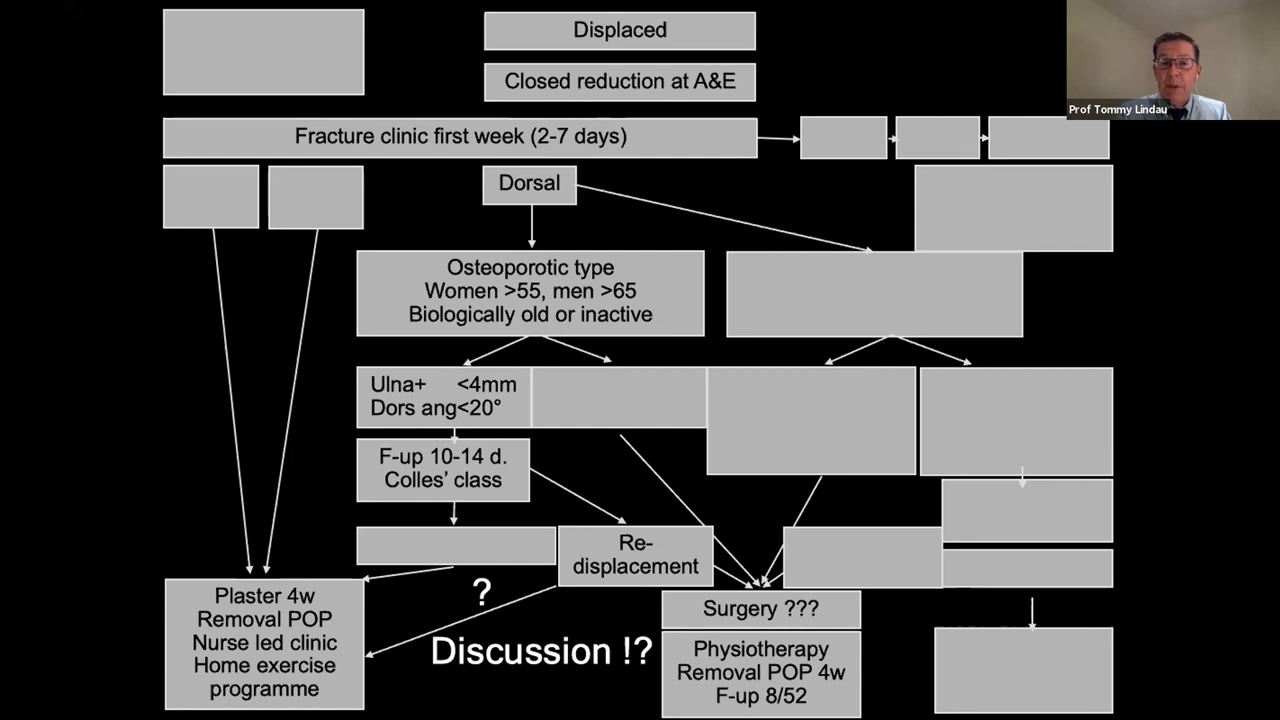 Displaced
Closed reduction at A&E
Prof Tommy Lindau
Fracture clinic first week (2-7 days)
Dorsal
Osteoporotic type
Women >55, men >65
Biologically old or inactive
Ulna+ <4mm
Dors ang<20°
F-up 10-14 d.
Colles’ class
Re-
displacement
?
Plaster 4w
Removal POP
Nurse led clinic
Home exercise
programme
Discussion !?
Surgery ???
Physiotherapy
Removal POP 4w
F-up 8/52